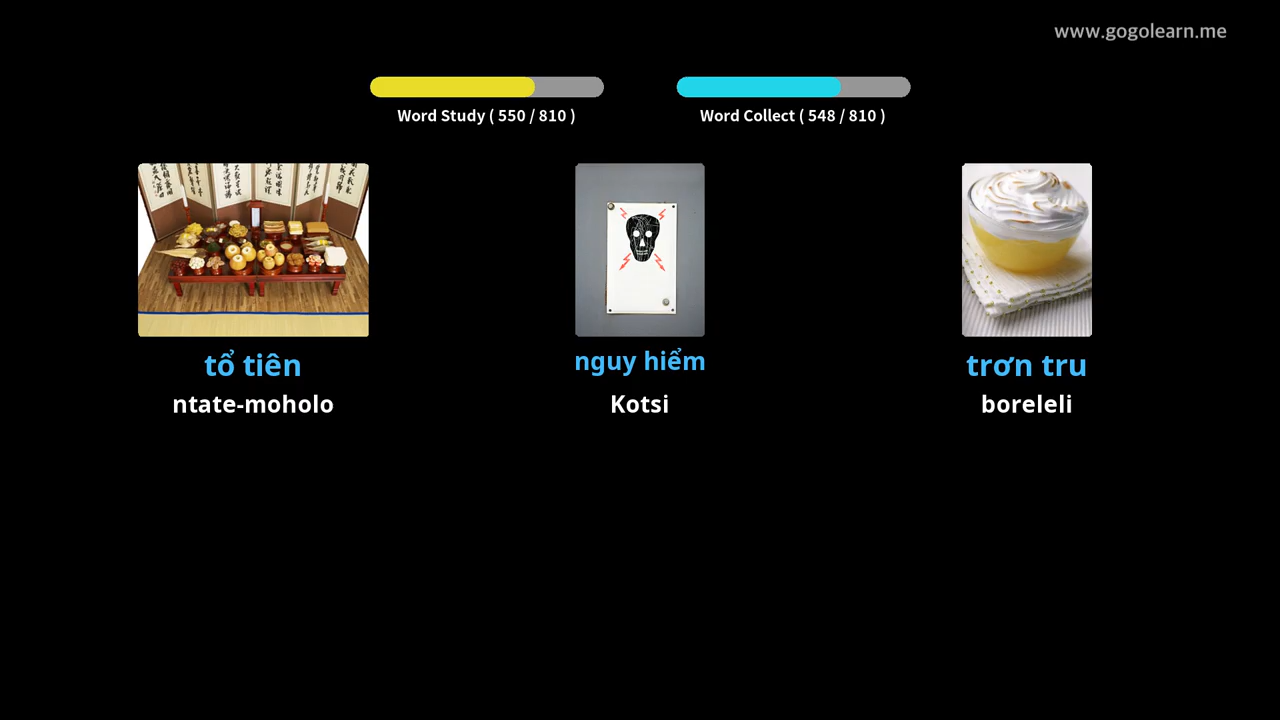 www.gogolearn.me
Word Study ( 550 / 810 )
Word Collect ( 548 / 810 )
tổ tiên
nguy hiểm
trơn tru
ntate-moholo
Kotsi
boreleli